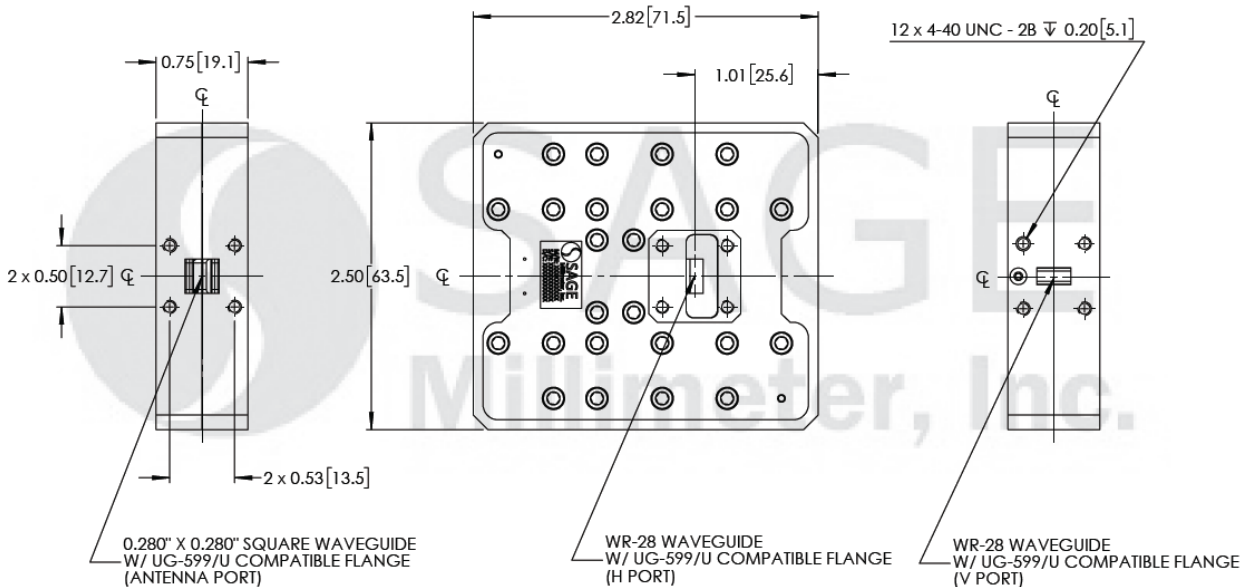 2.82[71.5]
12 x 4-40 UNC - 2B ↧ 0.20[5.1]
0.75[19.1]
1.01[25.6]
℄
℄
SAGE
Millimeter, Inc.
2 x 0.50[12.7] ℄
2.50[63.5]
℄
SAGE
℄
2 x 0.53[13.5]
0.280" X 0.280" SQUARE WAVEGUIDE
W/ UG-599/U COMPATIBLE FLANGE
(ANTENNA PORT)
WR-28 WAVEGUIDE
W/ UG-599/U COMPATIBLE FLANGE
(H PORT)
WR-28 WAVEGUIDE
W/ UG-599/U COMPATIBLE FLANGE
(V PORT)